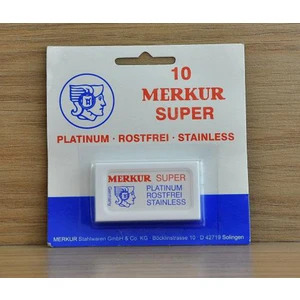 10
MERKUR
SUPER
PLATINUM · ROSTFREI · STAINLESS
MERKUR SUPER
PLATINUM
ROSTFREI
STAINLESS
MERKUR Stahlwaren GmbH & Co. KG Böcklinstrasse 10 D 42719 Solingen